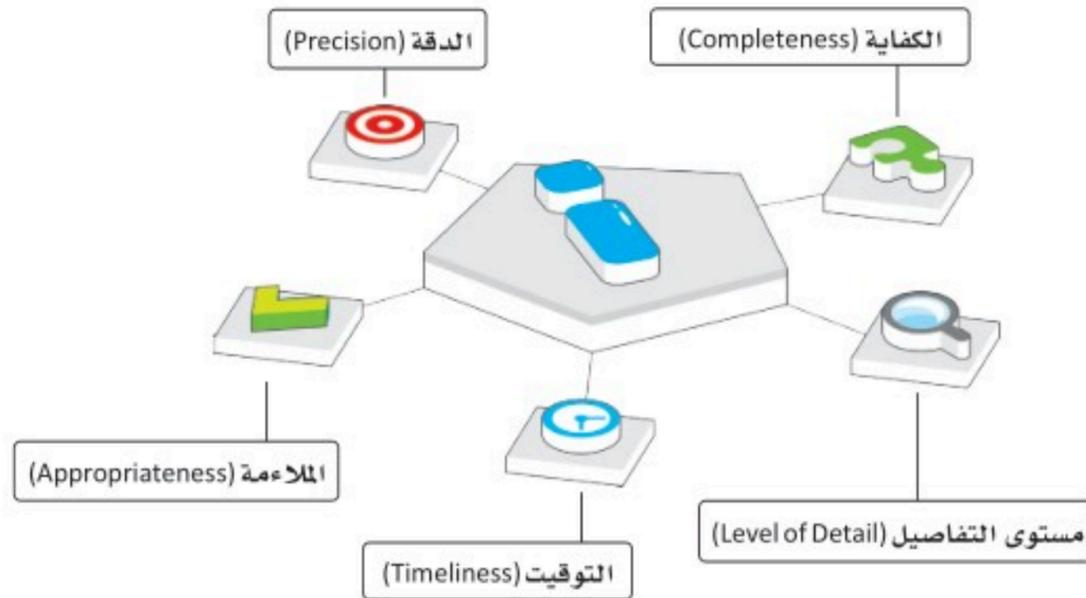 الكفاية (Completeness)
الدقة (Precision)
الملاءمة (Appropriateness)
مستوى التفاصيل (Level of Detail)
التوقيت (Timeliness)